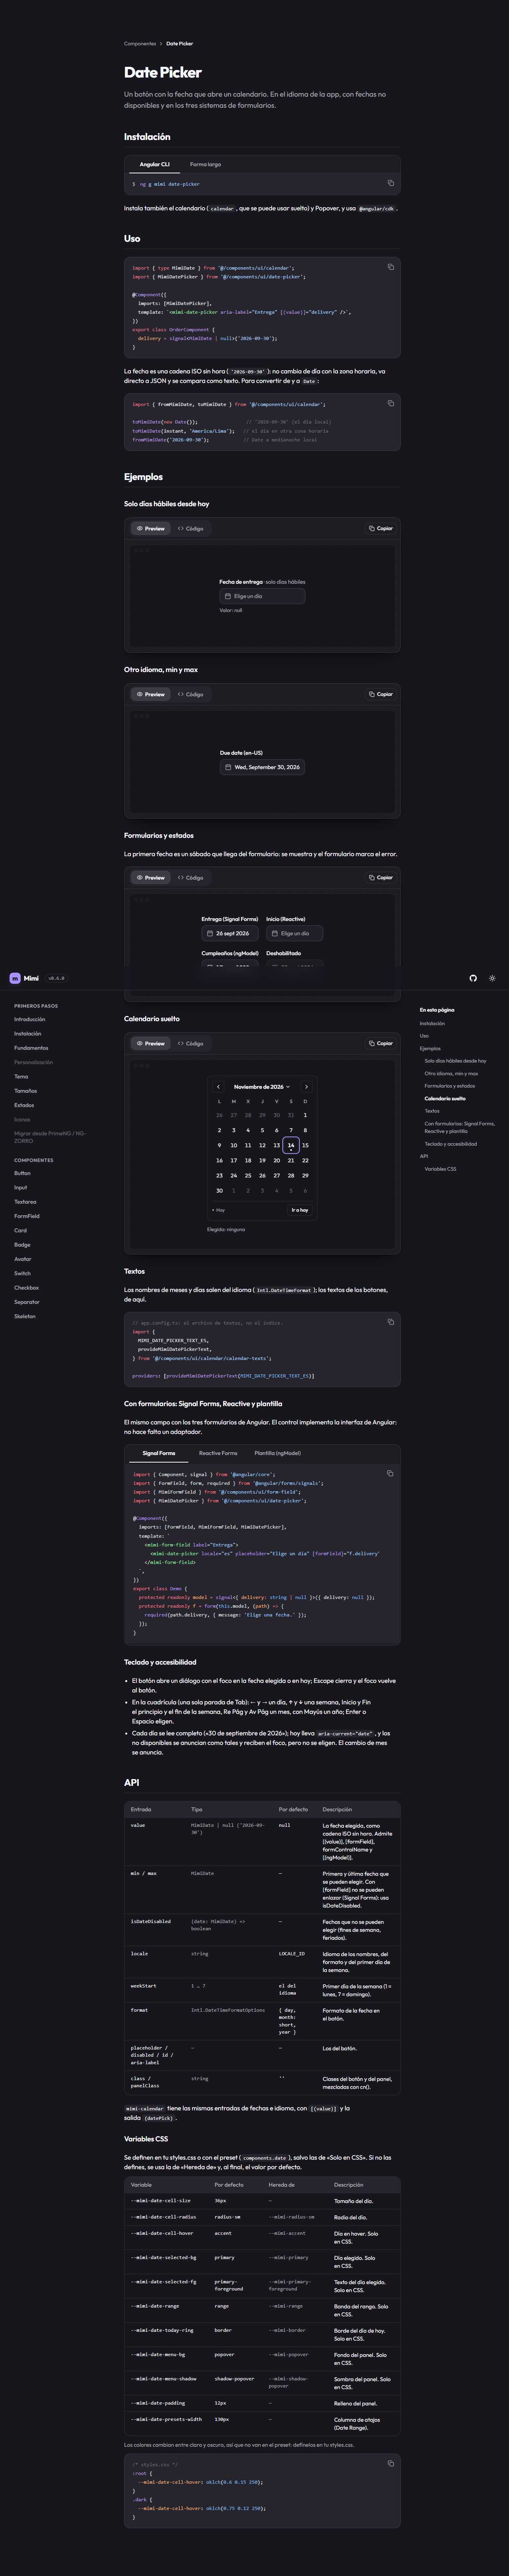 Componentes > Date Picker
Date Picker
Un botón con la fecha que abre un calendario. En el idioma de la app, con fechas no
disponibles y en los tres sistemas de formularios.
Instalación
Angular CLI Forma larga
$ ng g mimi date-picker
Instala también el calendario ( calendar , que se puede usar suelto) y Popover, y usa @angular/cdk .
Uso
import { type MimiDate } from '@/components/ui/calendar';
import { MimiDatePicker } from '@/components/ui/date-picker';
@Component({
imports: [MimiDatePicker],
template: `<mimi-date-picker aria-label="Entrega" [(value)]="delivery" />`,
})
export class OrderComponent {
delivery = signal<MimiDate | null>('2026-09-30');
}
La fecha es una cadena ISO sin hora ( '2026-09-30' ): no cambia de día con la zona horaria, va
directo a JSON y se compara como texto. Para convertir de y a Date :
import { fromMimiDate, toMimiDate } from '@/components/ui/calendar';
toMimiDate(new Date()); // '2026-09-30' (el día local)
toMimiDate(instant, 'America/Lima'); // el día en otra zona horaria
fromMimiDate('2026-09-30'); // Date a medianoche local
Ejemplos
Solo días hábiles desde hoy
Preview Código Copiar
Fecha de entrega · solo días hábiles
Elige un día
Valor: null
Otro idioma, min y max
Preview Código Copiar
Due date (en-US)
Wed, September 30, 2026
Formularios y estados
La primera fecha es un sábado que llega del formulario: se muestra y el formulario marca el error.
Preview Código Copiar
Entrega (Signal Forms) Inicio (Reactive)
26 sept 2026 Elige un día
Cumpleaños (ngModel) Deshabilitado
m Mimi v0.6.0
PRIMEROS PASOS
Introducción
Instalación
Fundamentos
Personalización
Tema
Tamaños
Estados
Iconos
Migrar desde PrimeNG / NG-
ZORRO
COMPONENTES
Button
Input
Textarea
FormField
Card
Badge
Avatar
Switch
Checkbox
Separator
Skeleton
En esta página
Instalación
Uso
Ejemplos
Solo días hábiles desde hoy
Otro idioma, min y max
Formularios y estados
Calendario suelto
Textos
Con formularios: Signal Forms,
Reactive y plantilla
Teclado y accesibilidad
API
Variables CSS
Calendario suelto
Preview Código Copiar
Noviembre de 2026
L M X J V S D
26 27 28 29 30 31 1
2 3 4 5 6 7 8
9 10 11 12 13 14 15
16 17 18 19 20 21 22
23 24 25 26 27 28 29
30 1 2 3 4 5 6
• Hoy Ir a hoy
Elegida: ninguna
Textos
Los nombres de meses y días salen del idioma ( Intl.DateTimeFormat ); los textos de los botones,
de aquí.
// app.config.ts: el archivo de textos, no el índice.
import {
MIMI_DATE_PICKER_TEXT_ES,
provideMimiDatePickerText,
} from '@/components/ui/calendar/calendar-texts';
providers: [provideMimiDatePickerText(MIMI_DATE_PICKER_TEXT_ES)]
Con formularios: Signal Forms, Reactive y plantilla
El mismo campo con los tres formularios de Angular. El control implementa la interfaz de Angular:
no hace falta un adaptador.
Signal Forms Reactive Forms Plantilla (ngModel)
import { Component, signal } from '@angular/core';
import { FormField, form, required } from '@angular/forms/signals';
import { MimiFormField } from '@/components/ui/form-field';
import { MimiDatePicker } from '@/components/ui/date-picker';
@Component({
imports: [FormField, MimiFormField, MimiDatePicker],
template: `
<mimi-form-field label="Entrega">
<mimi-date-picker locale="es" placeholder="Elige un día" [formField]="f.delivery"
</mimi-form-field>
`,
})
export class Demo {
protected readonly model = signal<{ delivery: string | null }>({ delivery: null });
protected readonly f = form(this.model, (path) => {
required(path.delivery, { message: 'Elige una fecha.' });
});
}
Teclado y accesibilidad
• El botón abre un diálogo con el foco en la fecha elegida o en hoy; Escape cierra y el foco vuelve
al botón.
• En la cuadrícula (una sola parada de Tab): ← y → un día, ↑ y ↓ una semana, Inicio y Fin
el principio y el fin de la semana, Re Pág y Av Pág un mes, con Mayús un año; Enter o
Espacio eligen.
• Cada día se lee completo («30 de septiembre de 2026»); hoy lleva aria-current="date" , y los
no disponibles se anuncian como tales y reciben el foco, pero no se eligen. El cambio de mes
se anuncia.
API
Entrada Tipo Por defecto Descripción
value MimiDate | null ('2026-09-30') null La fecha elegida, como cadena ISO sin hora. Admite [(value)], [formField], formControlName y [(ngModel)].
min / max MimiDate — Primera y última fecha que se pueden elegir. Con [formField] no se pueden enlazar (Signal Forms): usa isDateDisabled.
isDateDisabled (date: MimiDate) => boolean — Fechas que no se pueden elegir (fines de semana, feriados).
locale string LOCALE_ID Idioma de los nombres, del formato y del primer día de la semana.
weekStart 1 … 7 el del idioma Primer día de la semana (1 = lunes, 7 = domingo).
format Intl.DateTimeFormatOptions { day, month: short, year } Formato de la fecha en el botón.
placeholder / disabled / id / aria-label — — Los del botón.
class / panelClass string '' Clases del botón y del panel, mezcladas con cn().
mimi-calendar tiene las mismas entradas de fechas e idioma, con [(value)] y la
salida (datePick) .
Variables CSS
Se definen en tu styles.css o con el preset ( components.date ), salvo las de «Solo en CSS». Si no las
defines, se usa la de «Hereda de» y, al final, el valor por defecto.
Variable Por defecto Hereda de Descripción
--mimi-date-cell-size 36px — Tamaño del día.
--mimi-date-cell-radius radius-sm --mimi-radius-sm Radio del día.
--mimi-date-cell-hover accent --mimi-accent Día en hover. Solo en CSS.
--mimi-date-selected-bg primary --mimi-primary Día elegido. Solo en CSS.
--mimi-date-selected-fg primary-foreground --mimi-primary-foreground Texto del día elegido. Solo en CSS.
--mimi-date-range range --mimi-range Banda del rango. Solo en CSS.
--mimi-date-today-ring border --mimi-border Borde del día de hoy. Solo en CSS.
--mimi-date-menu-bg popover --mimi-popover Fondo del panel. Solo en CSS.
--mimi-date-menu-shadow shadow-popover --mimi-shadow-popover Sombra del panel. Solo en CSS.
--mimi-date-padding 12px — Relleno del panel.
--mimi-date-presets-width 130px — Columna de atajos (Date Range).
Los colores cambian entre claro y oscuro, así que no van en el preset: defínelos en tu styles.css.
/* styles.css */
:root {
--mimi-date-cell-hover: oklch(0.6 0.15 250);
}
.dark {
--mimi-date-cell-hover: oklch(0.75 0.12 250);
}